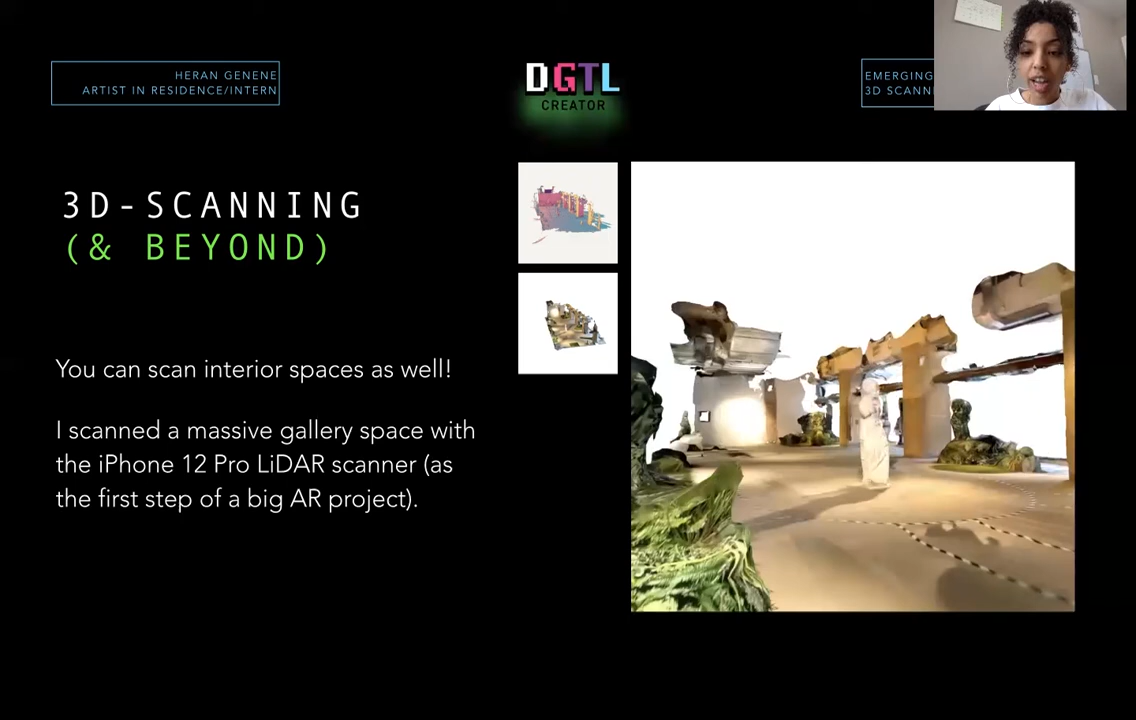 HERAN GENENE
ARTIST IN RESIDENCE/INTERN
DGTL
CREATOR
EMERGING
3D
3D-SCANNING
(& BEYOND)
You can scan interior spaces as well!
I scanned a massive gallery space with
the iPhone 12 Pro LiDAR scanner (as
the first step of a big AR project).